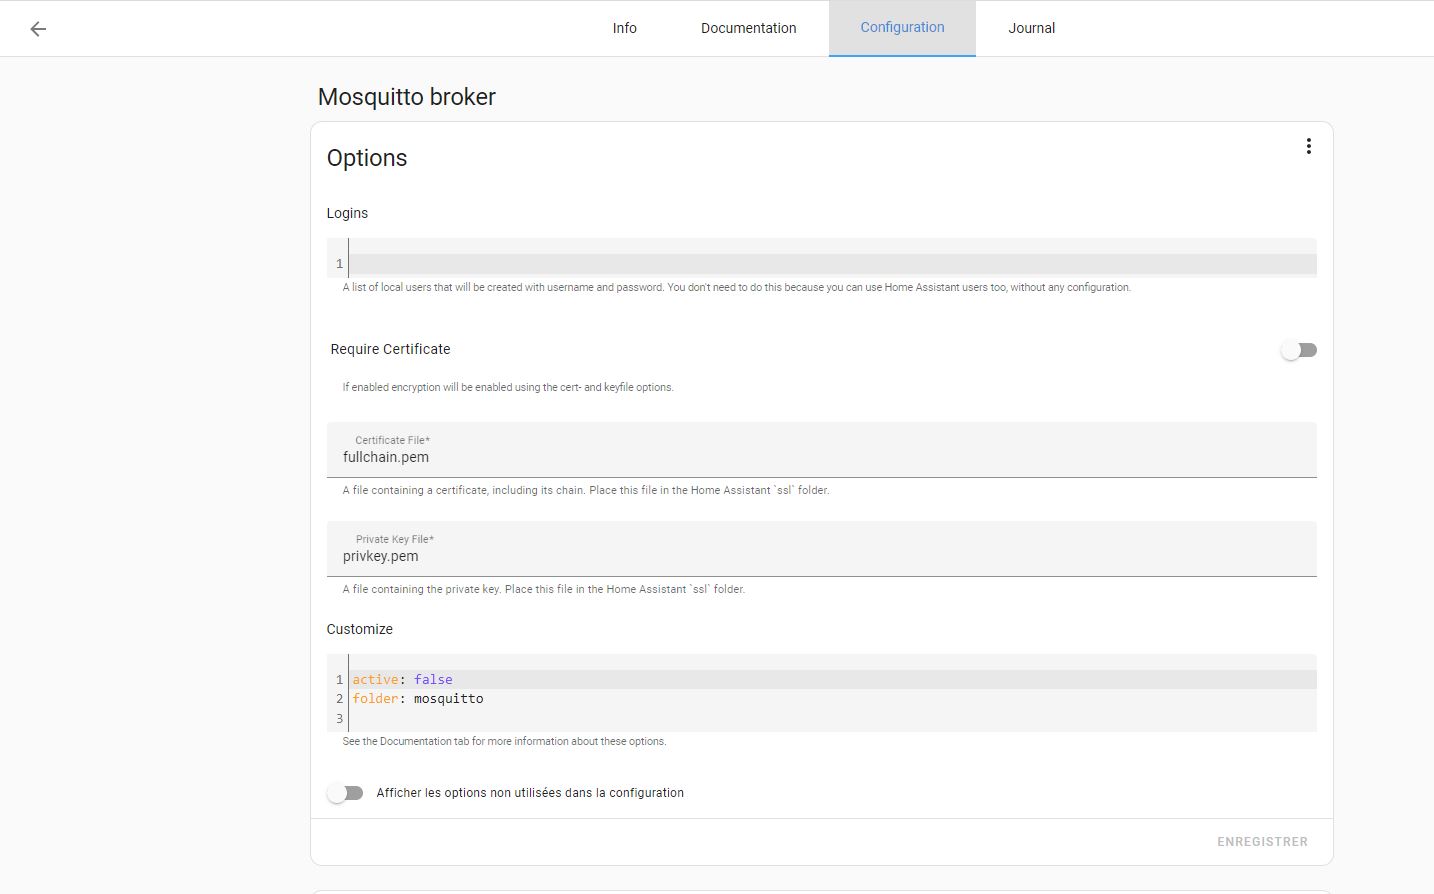 Info Documentation Configuration Journal
Mosquitto broker
Options
Logins
1
A list of local users that will be created with username and password. You don't need to do this because you can use Home Assistant users too, without any configuration.
Require Certificate
If enabled encryption will be enabled using the cert- and keyfile options.
Certificate File*
fullchain.pem
A file containing a certificate, including its chain. Place this file in the Home Assistant `ssl` folder.
Private Key File*
privkey.pem
A file containing the private key. Place this file in the Home Assistant `ssl` folder.
Customize
1 active: false
2 folder: mosquitto
3
See the Documentation tab for more information about these options.
Afficher les options non utilisées dans la configuration
ENREGISTRER